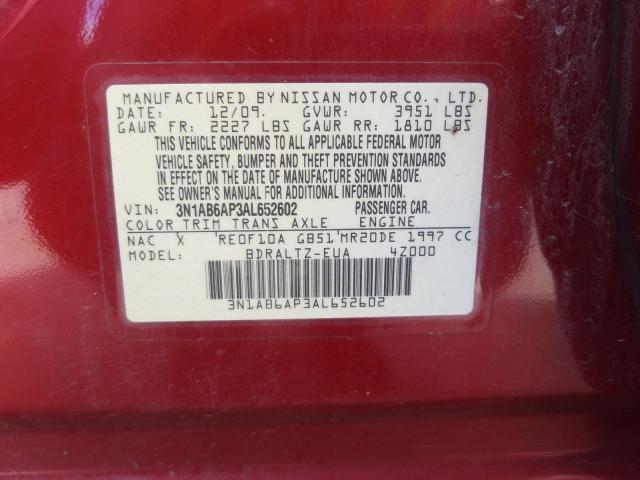 MANUFACTURED BY NISSAN MOTOR CO., LTD.
DATE: 12/09. GVWR: 3951 LBS
GAWR FR: 2227 LBS GAWR RR: 1810 LBS
THIS VEHICLE CONFORMS TO ALL APPLICABLE FEDERAL MOTOR
VEHICLE SAFETY, BUMPER AND THEFT PREVENTION STANDARDS
IN EFFECT ON THE DATE OF MANUFACTURE SHOWN ABOVE.
SEE OWNER'S MANUAL FOR ADDITIONAL INFORMATION.
VIN: 3N1AB6AP3AL652602 PASSENGER CAR.
COLOR TRIM TRANS AXLE ENGINE
NAC X RE0F10A GB51 MR20DE 1997 CC
MODEL: BDRALTZ-EUA 4Z000
3N1AB6AP3AL652602